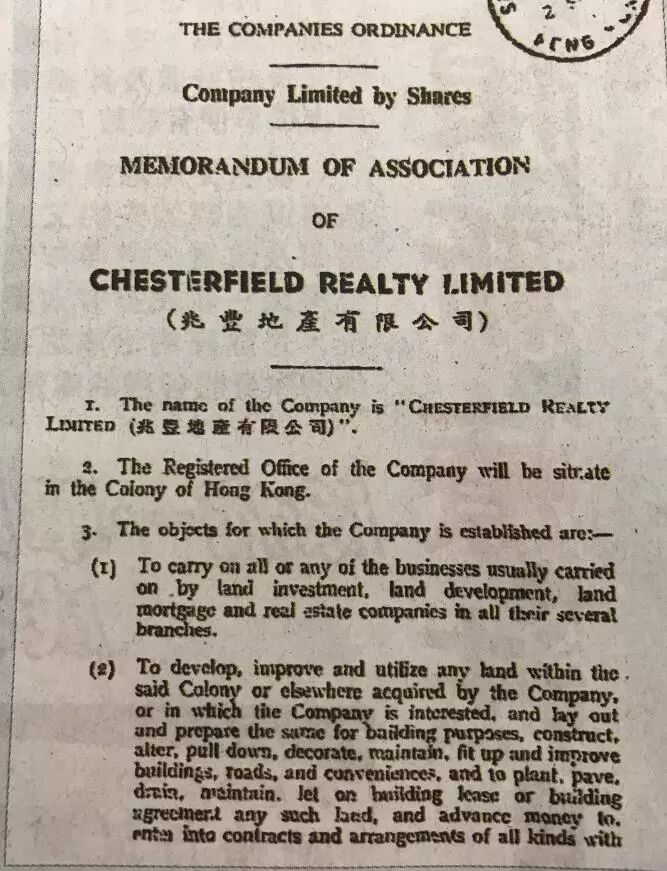 THE COMPANIES ORDINANCE
Company Limited by Shares
MEMORANDUM OF ASSOCIATION
OF
CHESTERFIELD REALTY LIMITED
(兆豐地產有限公司)
1. The name of the Company is "CHESTERFIELD REALTY
LIMITED (兆豐地產有限公司)".
2. The Registered Office of the Company will be situate
in the Colony of Hong Kong.
3. The objects for which the Company is established are:—
(1) To carry on all or any of the businesses usually carried
on by land investment, land development, land
mortgage and real estate companies in all their several
branches.
(2) To develop, improve and utilize any land within the
said Colony or elsewhere acquired by the Company,
or in which the Company is interested, and lay out
and prepare the same for building purposes, construct,
alter, pull down, decorate, maintain, fit up and improve
buildings, roads, and conveniences, and to plant, pave,
drain, maintain, let on building lease or building
agreement any such land, and advance money to,
enter into contracts and arrangements of all kinds with